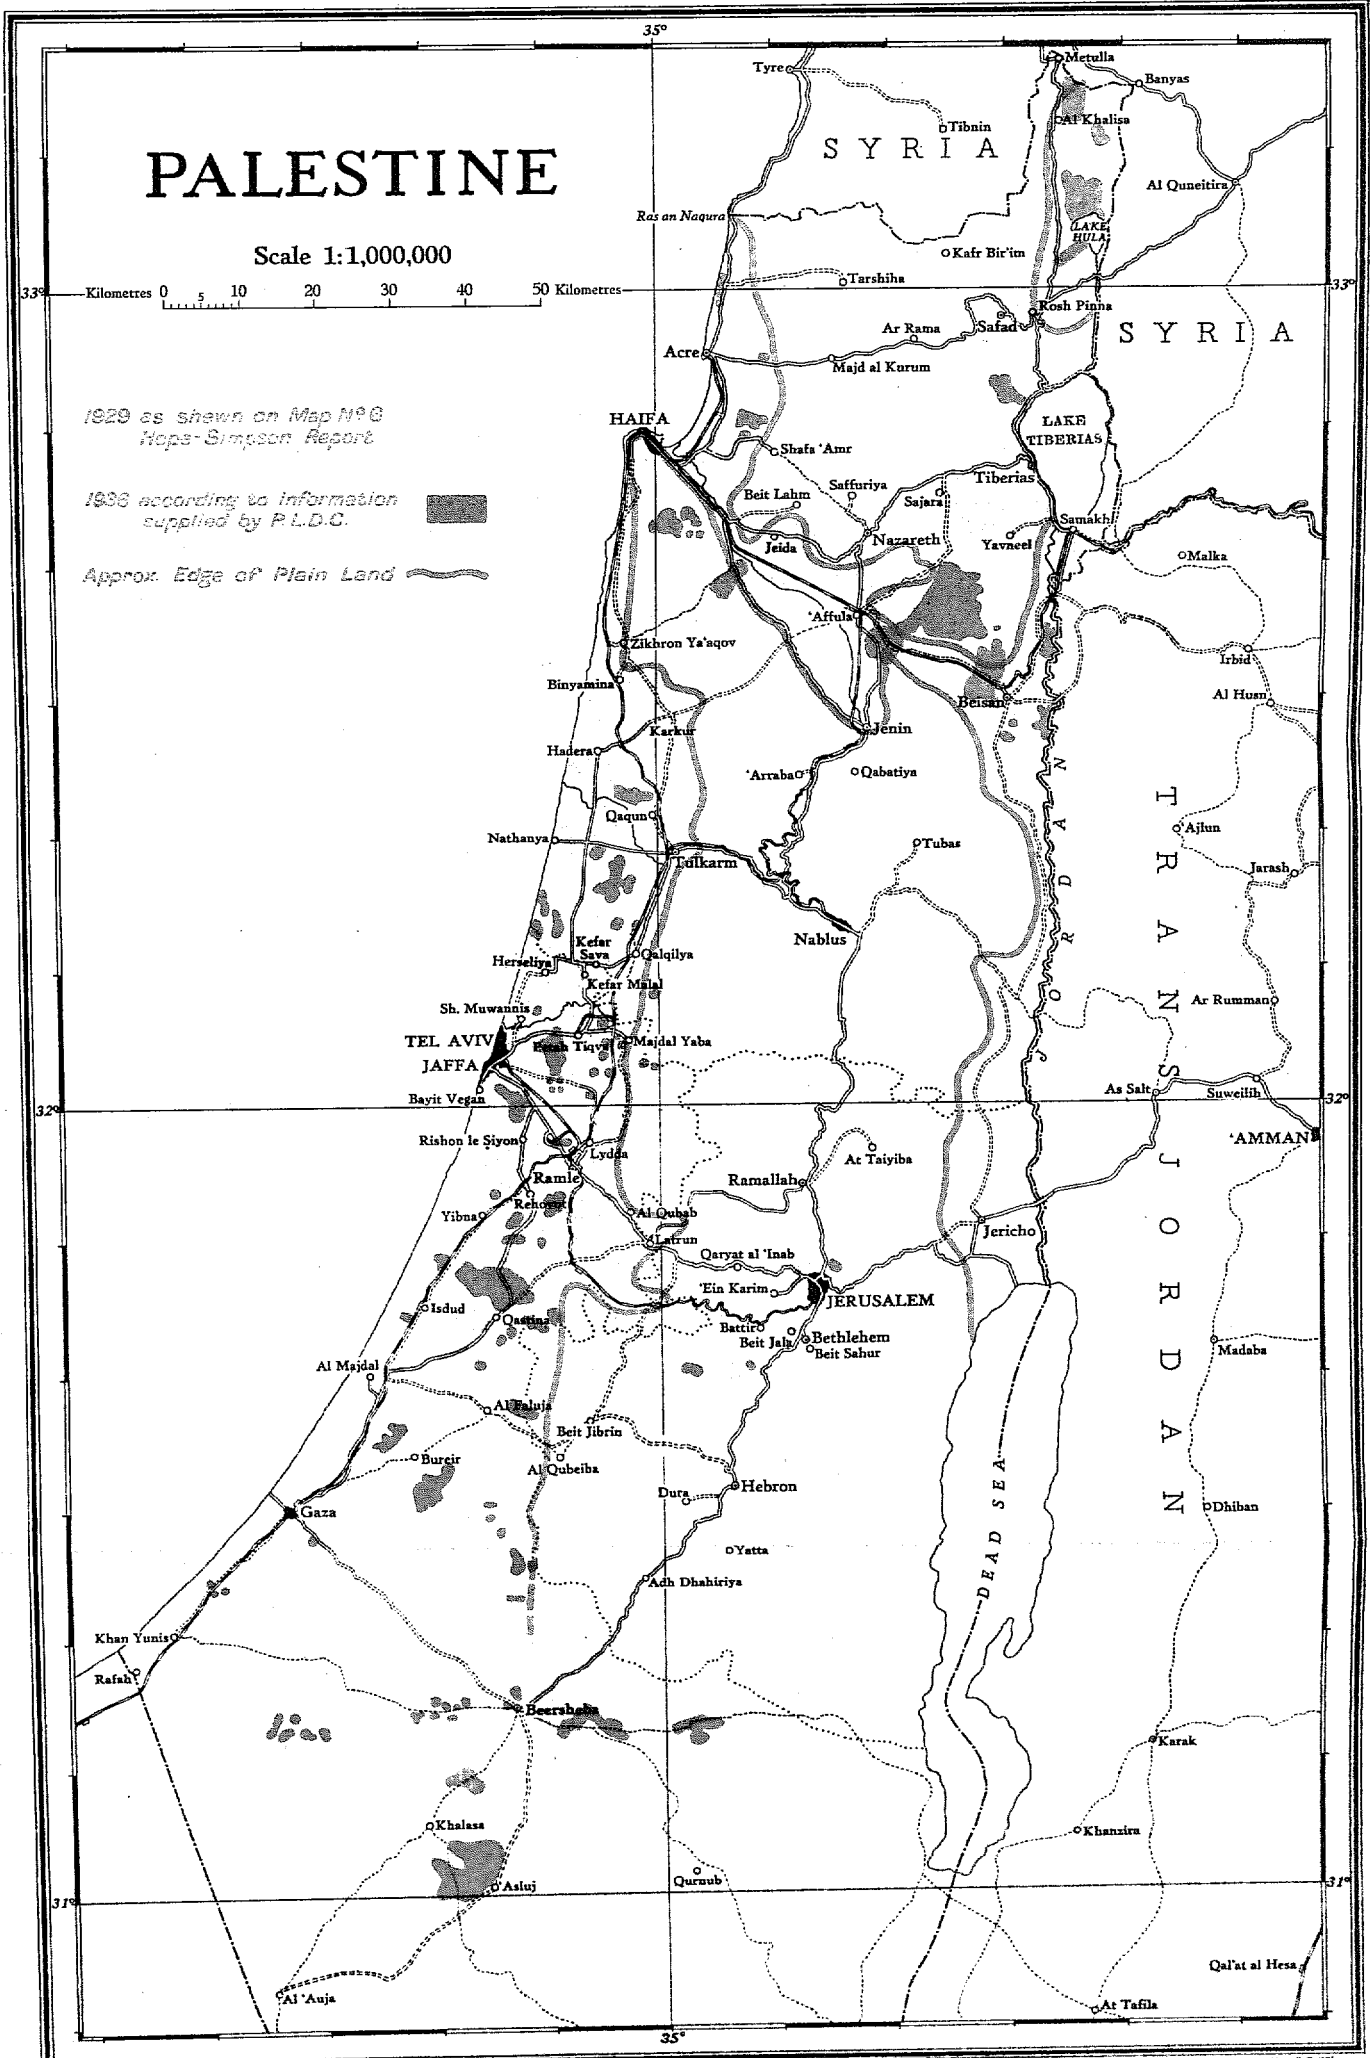 35°
Metulla
Tyre
Banyas
Al Khalisa
Tibnin
SYRIA
PALESTINE
Al Quneitira
Ras an Naqura
LAKE
HULA
Scale 1:1,000,000
Kafr Bir'im
Tarshiha
33°
Kilometres 0 5 10 20 30 40 50 Kilometres
33°
Rosh Pinna
Safad
Ar Rama
SYRIA
Acre
Majd al Kurum
1929 as shewn on Map Nº 6
Hope-Simpson Report
HAIFA
LAKE
TIBERIAS
Shafa 'Amr
Tiberias
1936 according to information
supplied by P.L.D.C.
Beit Lahm
Saffuriya
Sajara
Samakh
Nazareth
Yavneel
Jeida
Malka
Approx. Edge of Plain Land
'Affula
Zikhron Ya'aqov
Irbid
Binyamina
Al Husn
Beisan
Karkur
Jenin
Hadera
'Arraba
Qabatiya
JORDAN
TRANSJORDAN
Qaqun
'Ajlun
Nathanya
Tubas
Tulkarm
Jarash
Nablus
Kefar
Sava
Qalqilya
Herseliya
Kefar Malal
Ar Rumman
Sh. Muwannis
TEL AVIV
Petah Tiqva
Majdal Yaba
JAFFA
As Salt
Suweilih
Bayit Vegan
32°
32°
Rishon le Siyon
'AMMAN
Lydda
At Taiyiba
Ramle
Ramallah
Rehovot
Yibna
Al Qubab
Jericho
Latrun
Qaryat al 'Inab
'Ein Karim
JERUSALEM
Isdud
Qastina
Battir
Beit Jala
Bethlehem
Beit Sahur
Madaba
Al Majdal
Al Faluja
Beit Jibrin
Bureir
Al Qubeiba
DEAD SEA
Dura
Hebron
Dhiban
Gaza
Yatta
Adh Dhahiriya
Khan Yunis
Rafah
Beersheba
Karak
Khalasa
Khanzira
Asluj
Qurnub
31°
31°
Qal'at al Hesa
Al 'Auja
At Tafila
35°